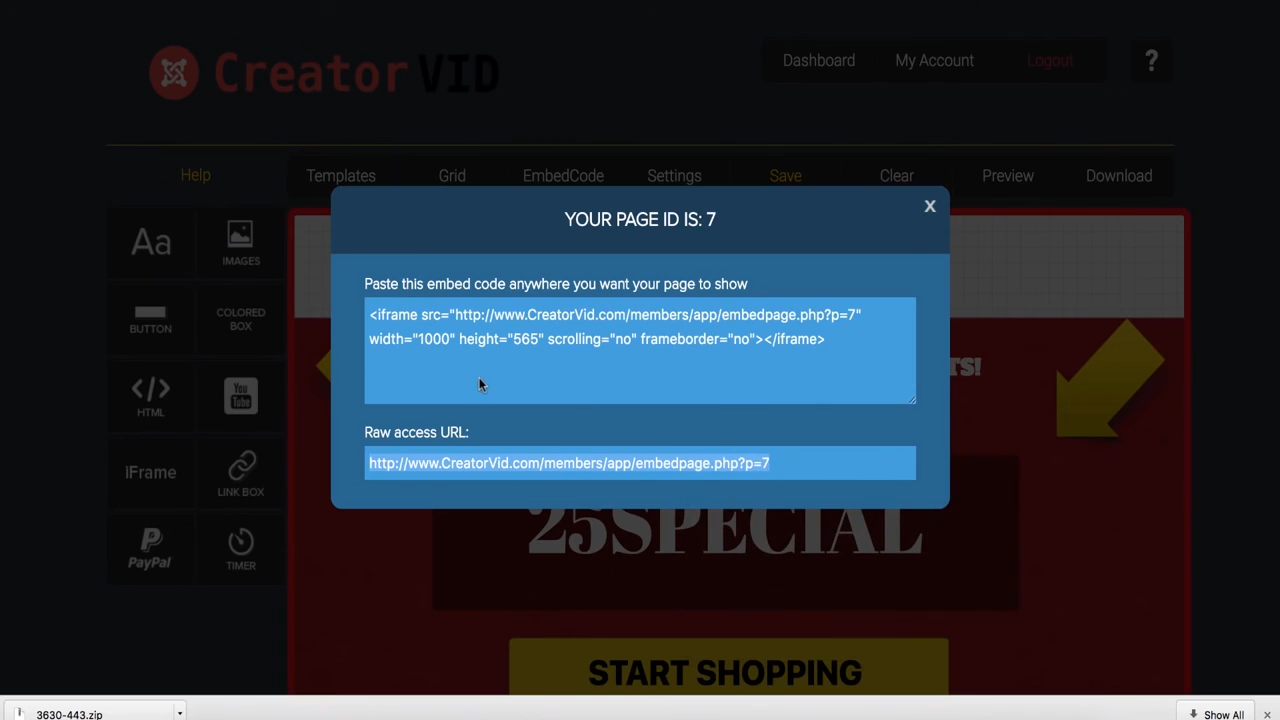 Creator VID
Dashboard My Account Logout ?
Help Templates Grid EmbedCode Settings Save Clear Preview Download
YOUR PAGE ID IS: 7
X
Aa
IMAGES
BUTTON
COLORED
BOX
</>
HTML
You
Tube
IFrame
LINK BOX
PayPal
TIMER
Paste this embed code anywhere you want your page to show
<iframe src="http://www.CreatorVid.com/members/app/embedpage.php?p=7"
width="1000" height="565" scrolling="no" frameborder="no"></iframe>
Raw access URL:
http://www.CreatorVid.com/members/app/embedpage.php?p=7
TS!
25SPECIAL
START SHOPPING
3630-443.zip
Show All